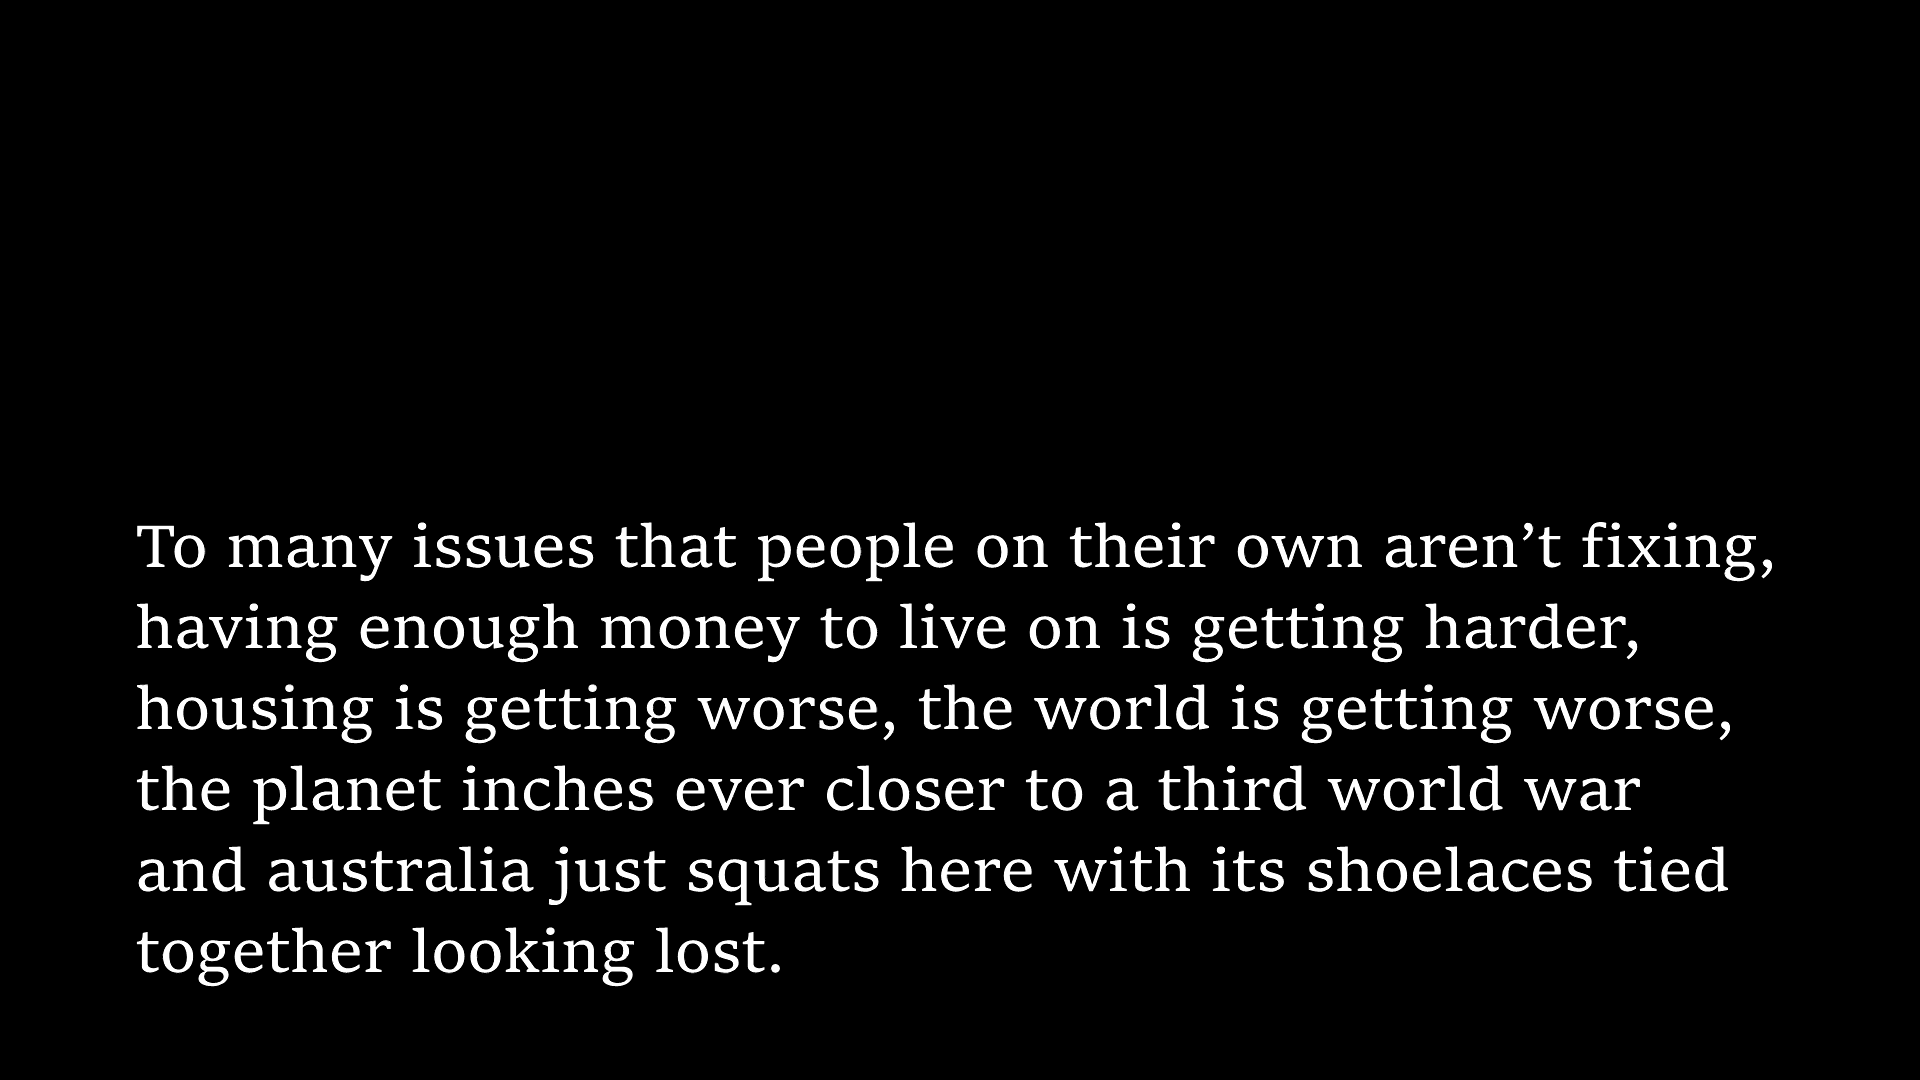 To many issues that people on their own aren’t fixing,
having enough money to live on is getting harder,
housing is getting worse, the world is getting worse,
the planet inches ever closer to a third world war
and australia just squats here with its shoelaces tied
together looking lost.